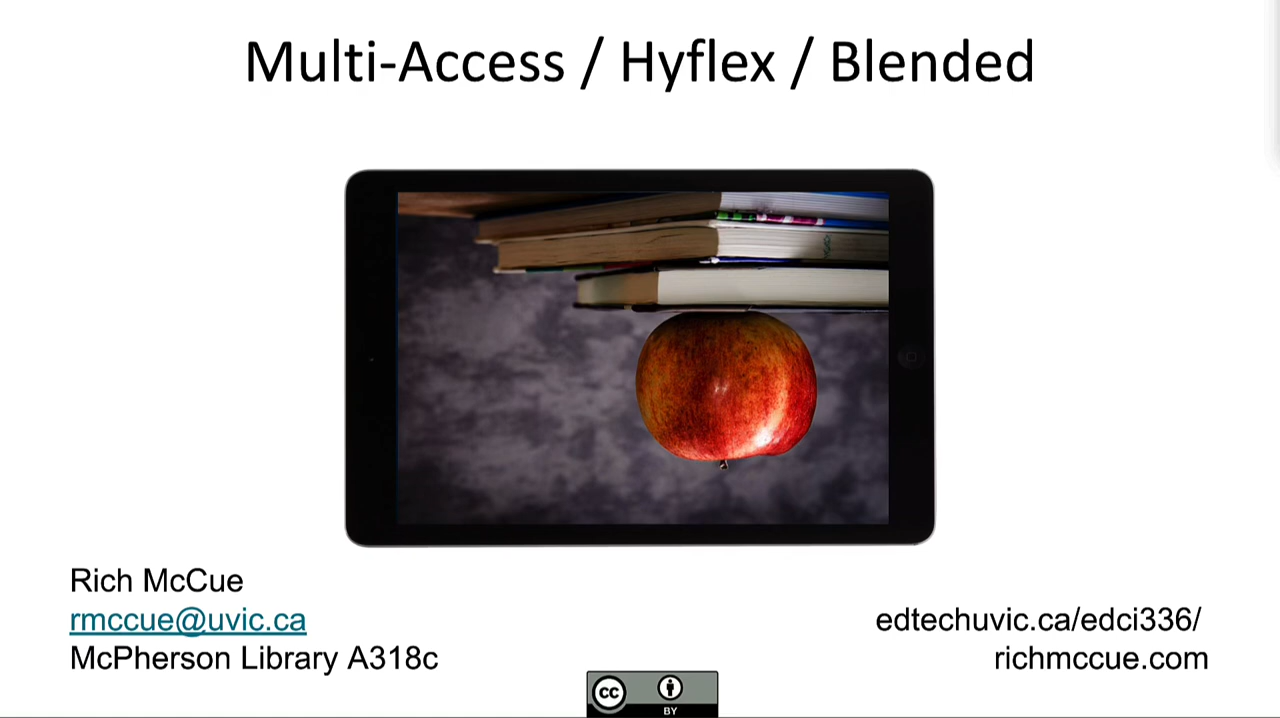 Multi-Access / Hyflex / Blended
Rich McCue
rmccue@uvic.ca
McPherson Library A318c
edtechuvic.ca/edci336/
richmccue.com
cc
BY